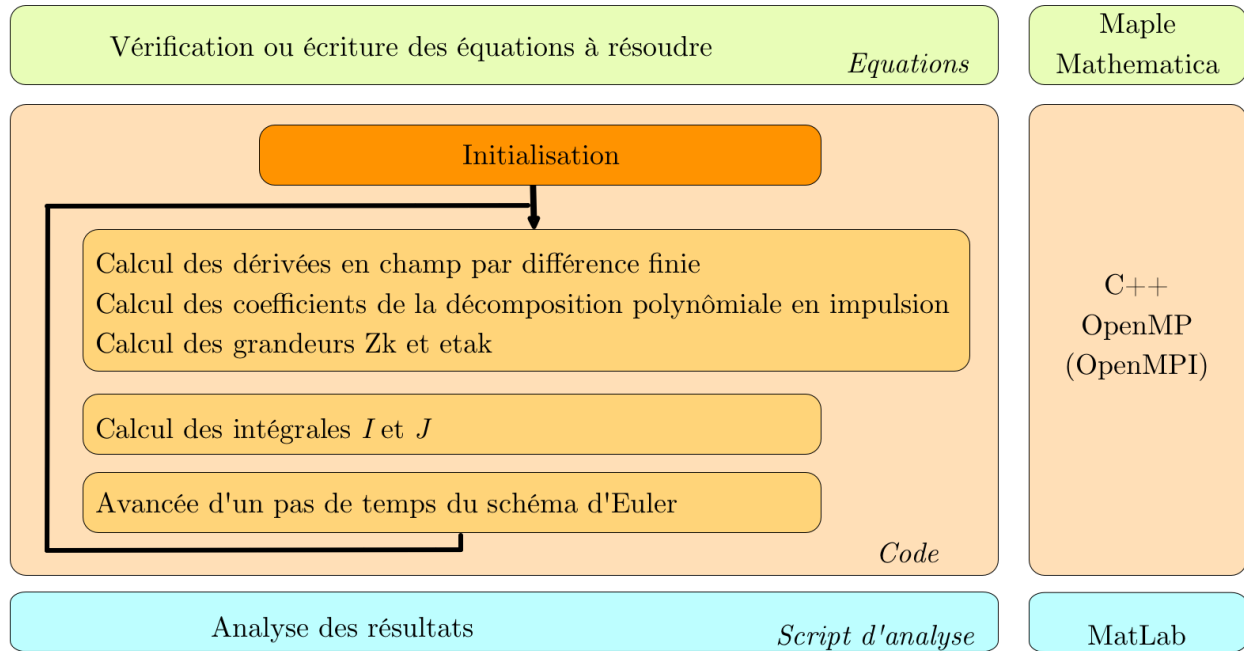 Vérification ou écriture des équations à résoudre
Equations
Maple
Mathematica
Initialisation
Calcul des dérivées en champ par différence finie
Calcul des coefficients de la décomposition polynômiale en impulsion
Calcul des grandeurs Zk et etak
Calcul des intégrales I et J
Avancée d'un pas de temps du schéma d'Euler
Code
C++
OpenMP
(OpenMPI)
Analyse des résultats
Script d'analyse
MatLab